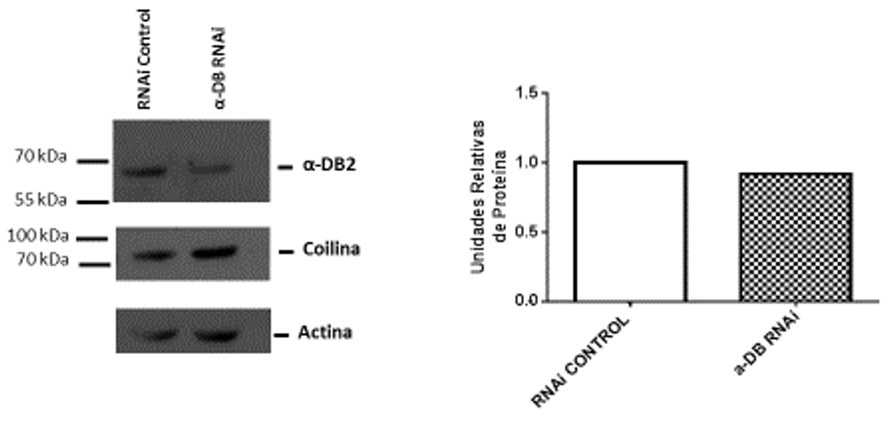 RNAi Control
α-DB RNAi
70 kDa
α-DB2
55 kDa
100 kDa
70 kDa
Coilina
Actina
Unidades Relativas
de Proteína
1.5
1.0
0.5
0.0
RNAi CONTROL
a-DB RNAi